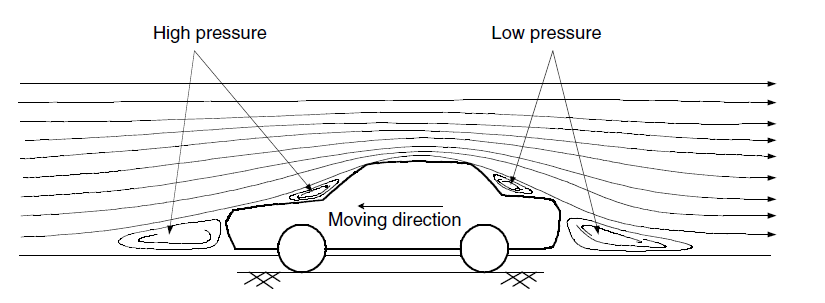 High pressure
Low pressure
Moving direction